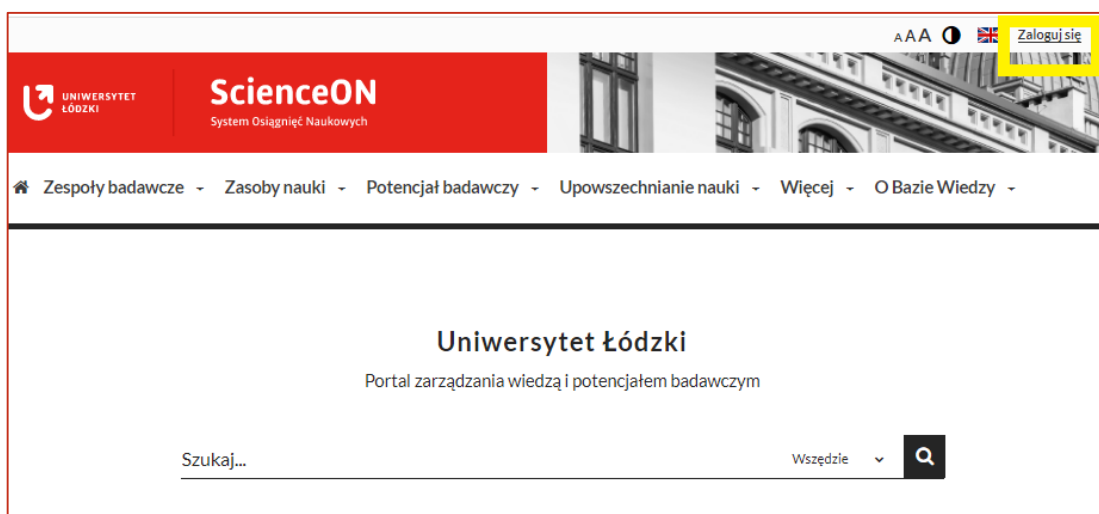 AAA Zaloguj się
UNIWERSYTET
ŁÓDZKI
ScienceON
System Osiągnięć Naukowych
Zespoły badawcze Zasoby nauki Potencjał badawczy Upowszechnianie nauki Więcej O Bazie Wiedzy
Uniwersytet Łódzki
Portal zarządzania wiedzą i potencjałem badawczym
Szukaj... Wszędzie